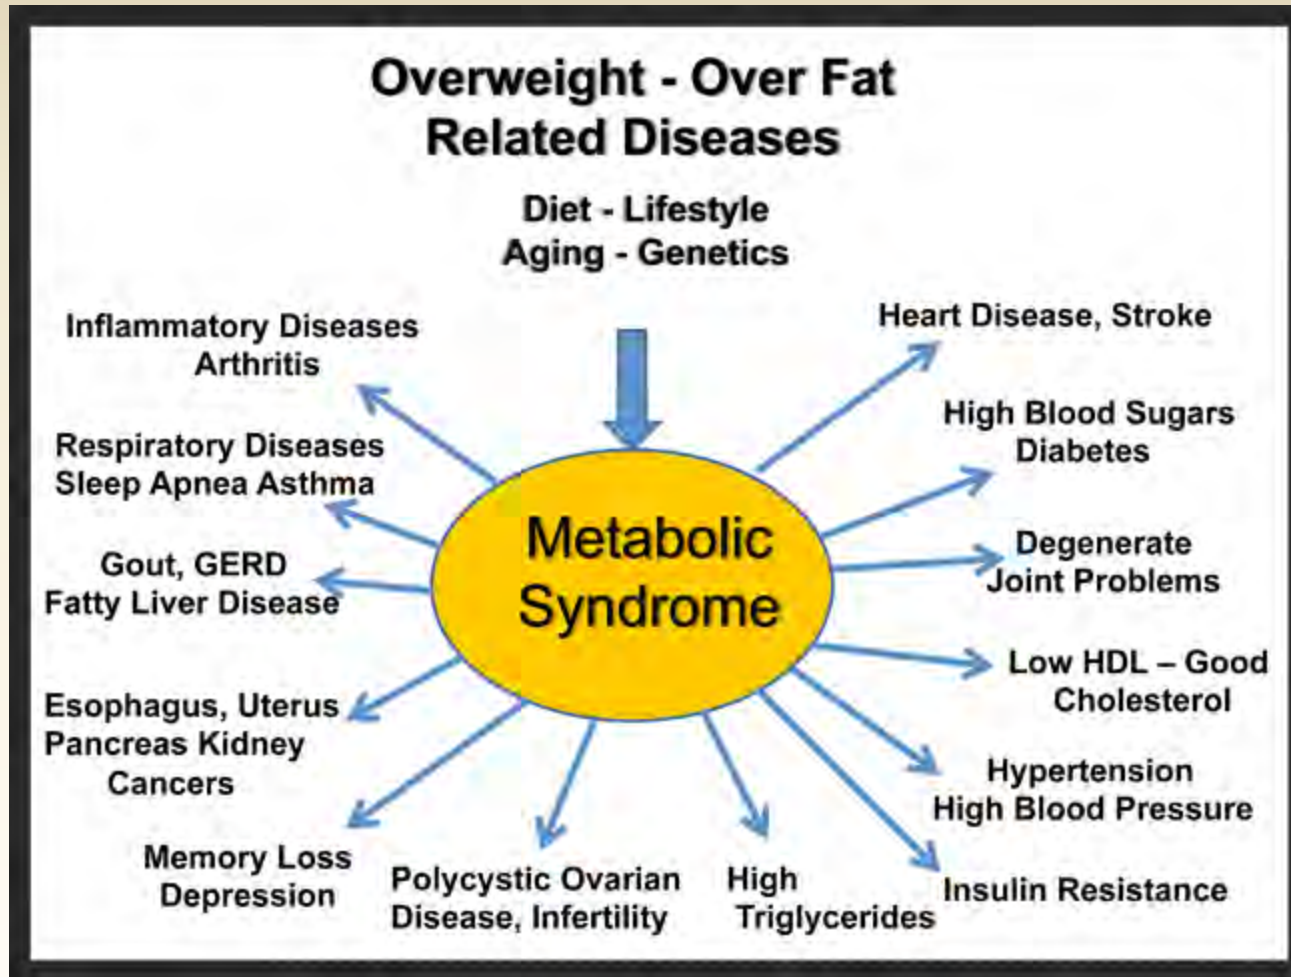 Overweight - Over Fat
Related Diseases
Diet - Lifestyle
Aging - Genetics
Inflammatory Diseases
Arthritis
Respiratory Diseases
Sleep Apnea Asthma
Gout, GERD
Fatty Liver Disease
Esophagus, Uterus
Pancreas Kidney
Cancers
Memory Loss
Depression
Metabolic
Syndrome
Polycystic Ovarian
Disease, Infertility
High
Triglycerides
Heart Disease, Stroke
High Blood Sugars
Diabetes
Degenerate
Joint Problems
Low HDL – Good
Cholesterol
Hypertension
High Blood Pressure
Insulin Resistance